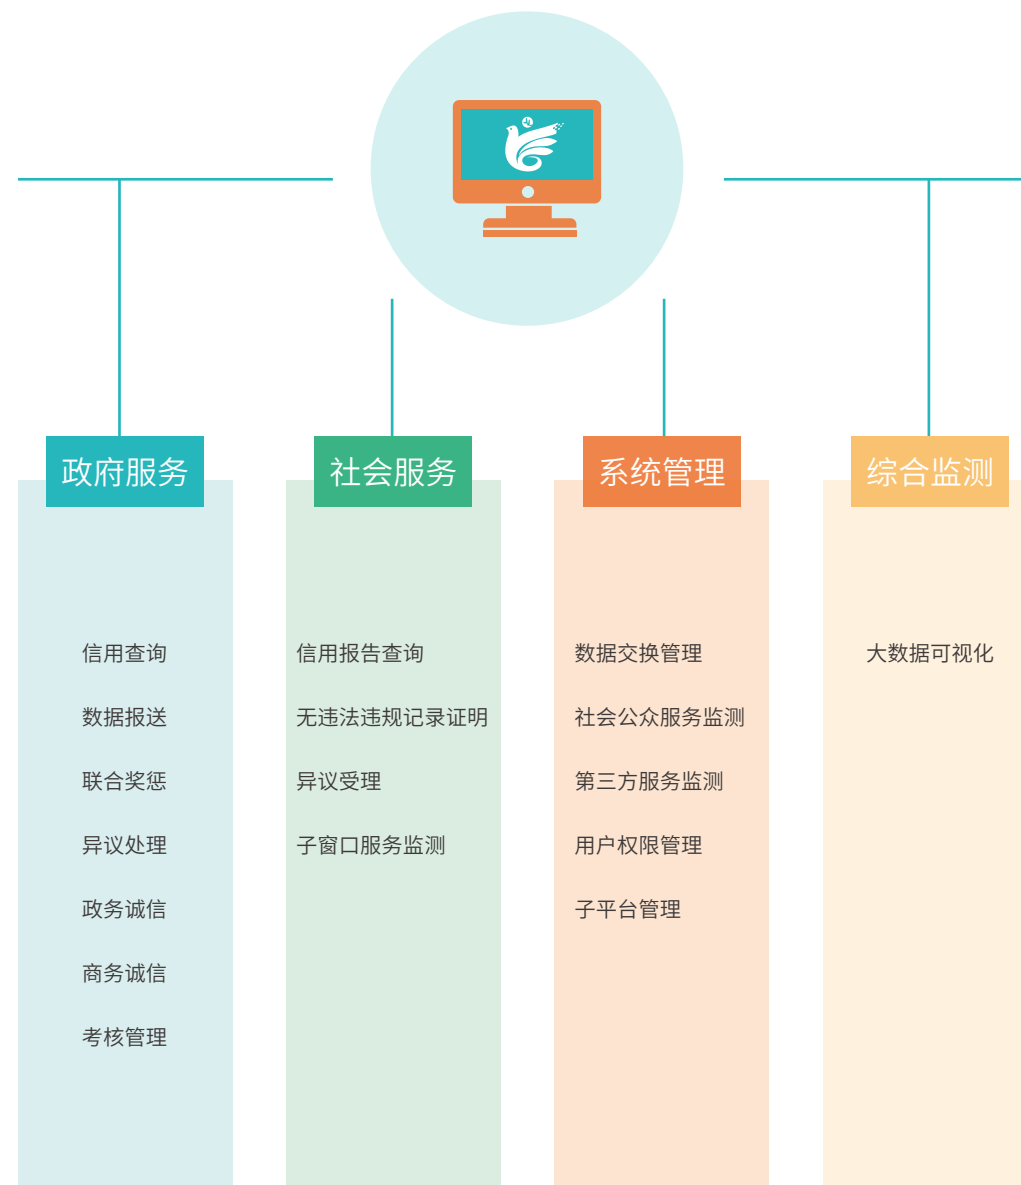 政府服务
信用查询
数据报送
联合奖惩
异议处理
政务诚信
商务诚信
考核管理
社会服务
信用报告查询
无违法违规记录证明
异议受理
子窗口服务监测
系统管理
数据交换管理
社会公众服务监测
第三方服务监测
用户权限管理
子平台管理
综合监测
大数据可视化